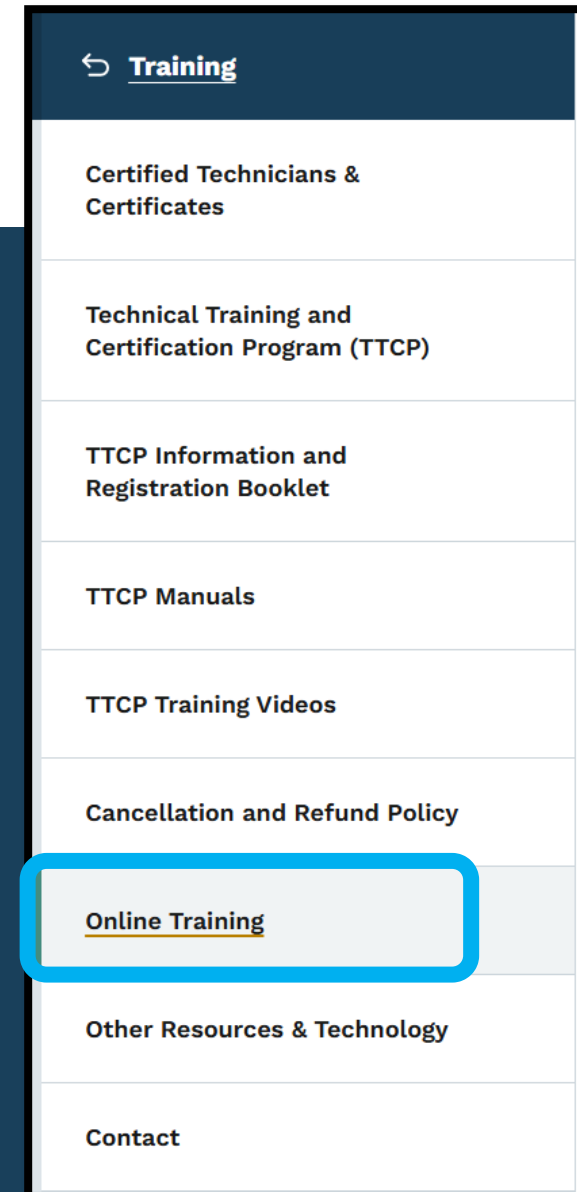 Training
Certified Technicians &
Certificates
Technical Training and
Certification Program (TTCP)
TTCP Information and
Registration Booklet
TTCP Manuals
TTCP Training Videos
Cancellation and Refund Policy
Online Training
Other Resources & Technology
Contact